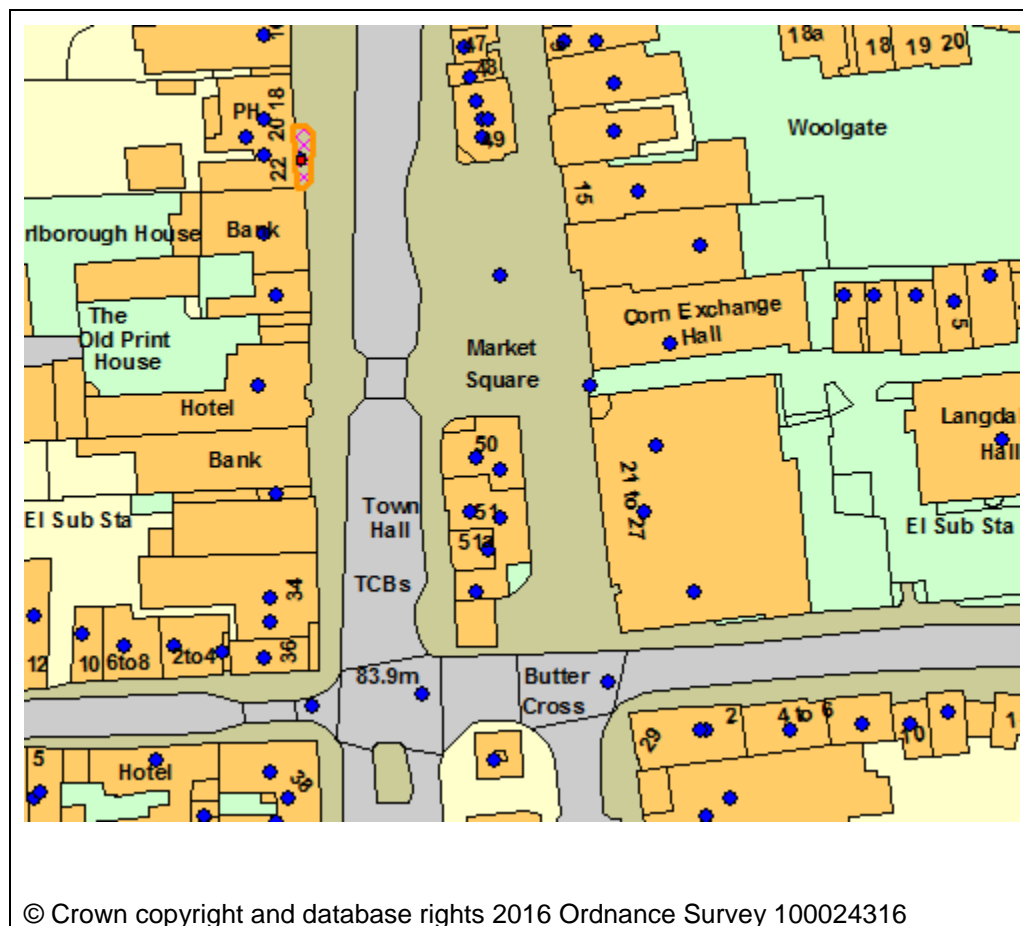 47
48
49
18a
18
19
20
Woolgate
PH
20 18
22
15
rlborough House
Bank
The
Old Print
House
Corn Exchange
Hall
5
Market
Square
Hotel
Bank
50
51
51a
21 to 27
Langda
Hall
El Sub Sta
Town
Hall
TCBs
El Sub Sta
34
36
12
10
6to8
2to4
83.9m
Butter
Cross
29
2
4 to 6
10
1
5
Hotel
38
© Crown copyright and database rights 2016 Ordnance Survey 100024316